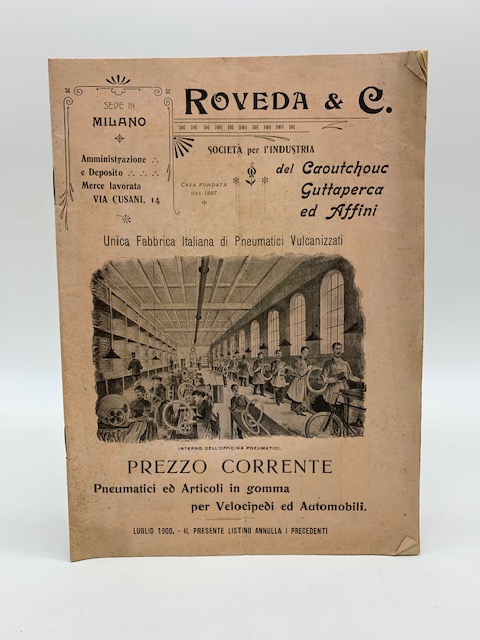 SEDE IN
MILANO
Amministrazione
e Deposito
Merce lavorata
VIA CUSANI, 14
ROVEDA & C.
SOCIETÀ per l'INDUSTRIA
CASA FONDATA
NEL 1897
del Caoutchouc
Guttaperca
ed Affini
Unica Fabbrica Italiana di Pneumatici Vulcanizzati
INTERNO DELL'OFFICINA PNEUMATICI.
PREZZO CORRENTE
Pneumatici ed Articoli in gomma
per Velocipedi ed Automobili.
LUGLIO 1900. - IL PRESENTE LISTINO ANNULLA I PRECEDENTI